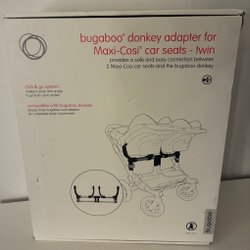 bugaboo® donkey adapter for
Maxi-Cosi® car seats - twin
provides a safe and easy connection between
2 Maxi-Cosi car seats and the bugaboo donkey
click & go system
compatible with bugaboo donkey
bugaboo